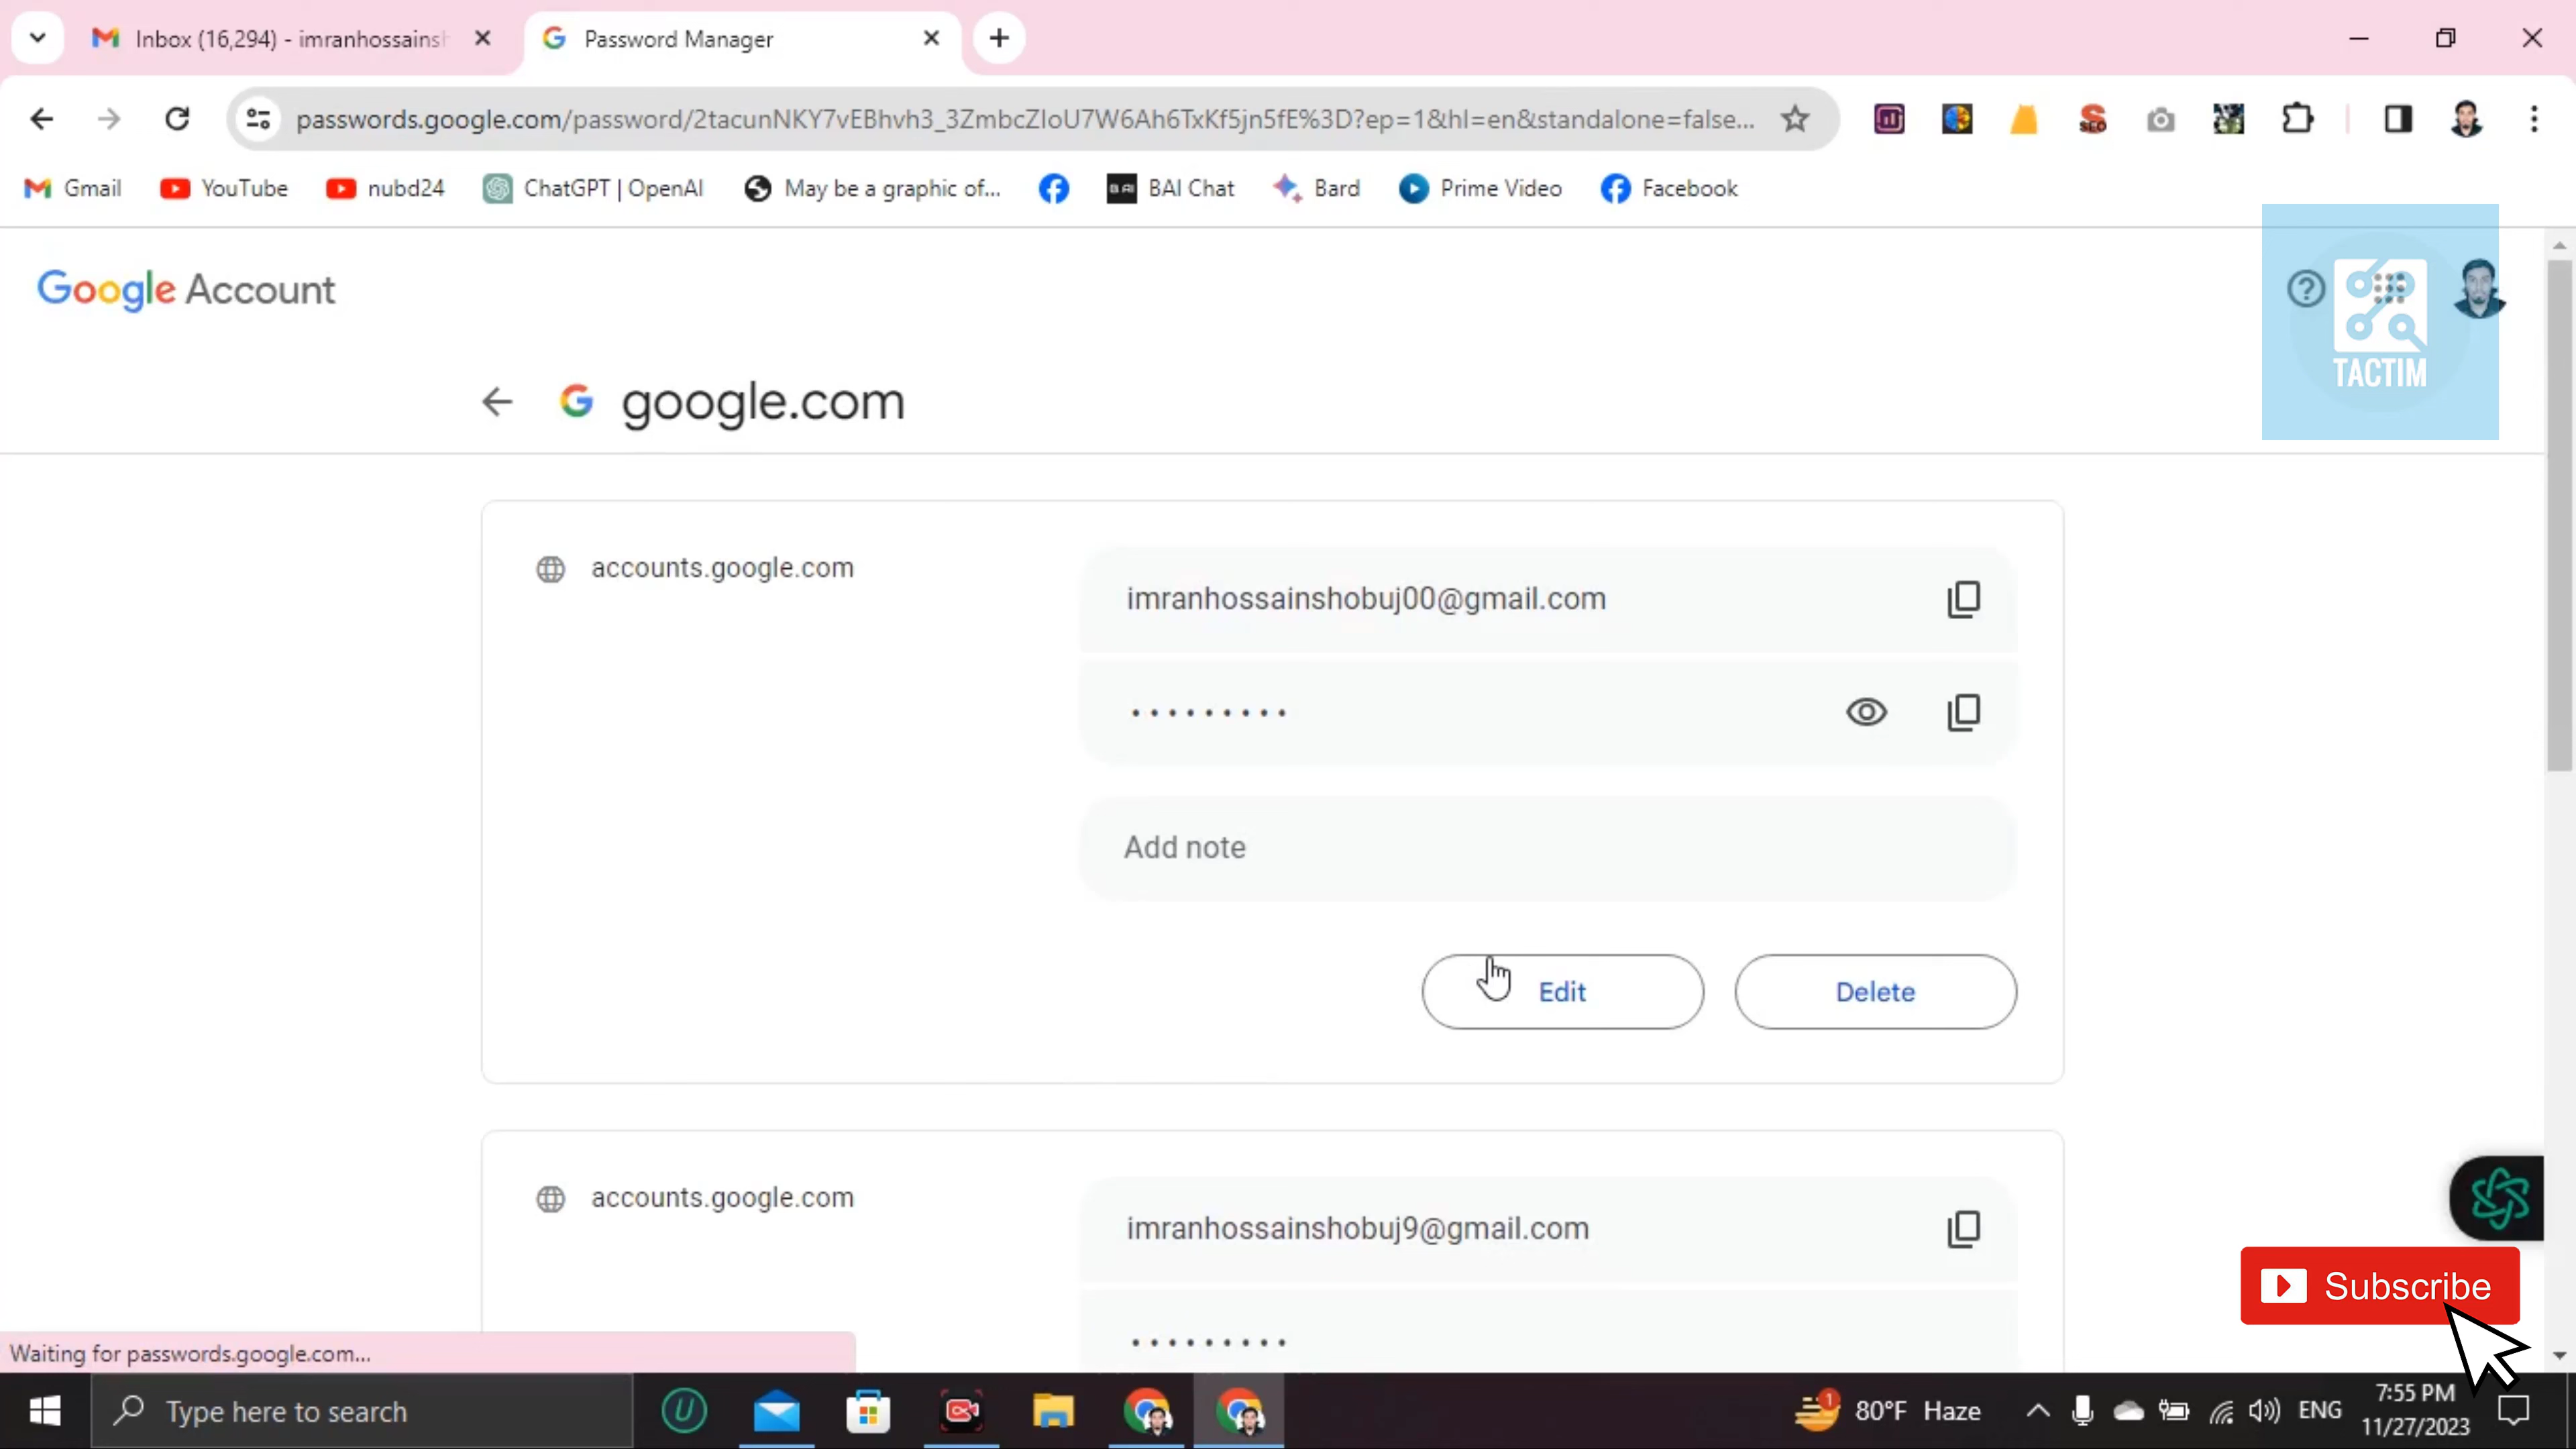 Inbox (16,294) - imranhossainsh
Password Manager
passwords.google.com/password/2tacunNKY7vEBhvh3_3ZmbcZIoU7W6Ah6TxKf5jn5fE%3D?ep=1&hl=en&standalone=false...
SEO
Gmail
YouTube
nubd24
ChatGPT | OpenAI
May be a graphic of...
BAI
BAI Chat
Bard
Prime Video
Facebook
Google Account
TACTIM
google.com
accounts.google.com
imranhossainshobuj00@gmail.com
•••••••••
Add note
Edit
Delete
accounts.google.com
imranhossainshobuj9@gmail.com
•••••••••
Subscribe
Waiting for passwords.google.com...
Type here to search
1
80°F Haze
ENG
7:55 PM
11/27/2023